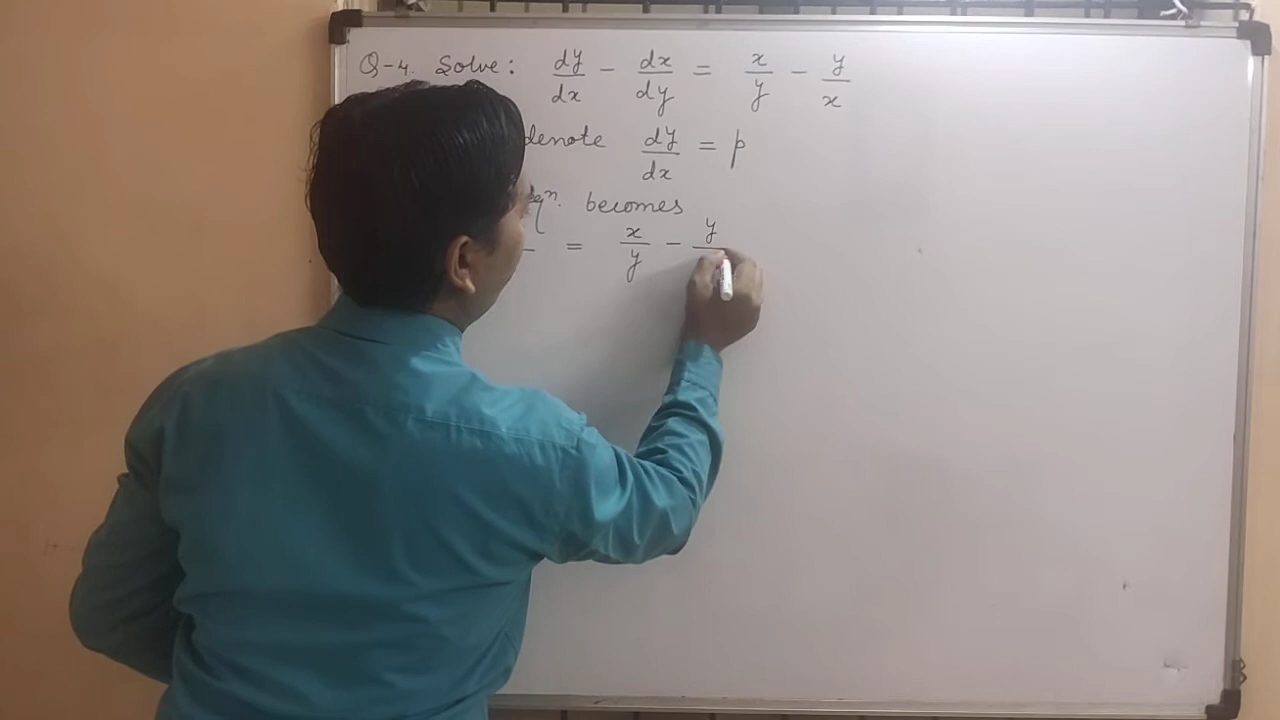 Q-4. Solve: dy/dx - dx/dy = x/y - y/x
denote dy/dx = p
eqn. becomes
= x/y - y